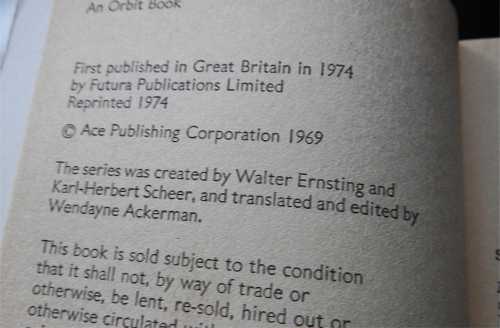 An Orbit Book
First published in Great Britain in 1974
by Futura Publications Limited
Reprinted 1974
© Ace Publishing Corporation 1969
The series was created by Walter Ernsting and
Karl-Herbert Scheer, and translated and edited by
Wendayne Ackerman.
This book is sold subject to the condition
that it shall not, by way of trade or
otherwise, be lent, re-sold, hired out or
otherwise circulated